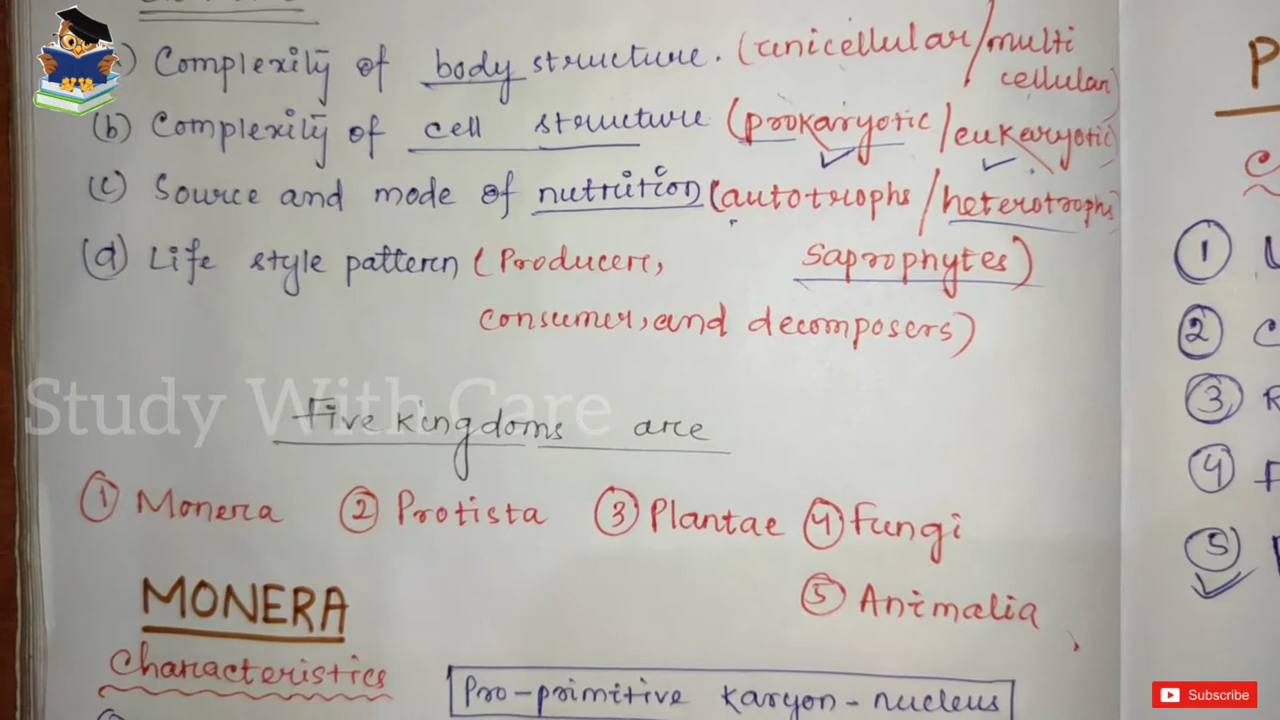 a) Complexity of body structure. (unicellular/multi
cellular)
(b) Complexity of cell structure (prokaryotic/eukaryotic)
(c) Source and mode of nutrition (autotrophs/heterotrophs)
(d) Life style pattern (Producer, Saprophytes)
consumer, and decomposers)
Study With Care
Five kingdoms are
① Monera ② Protista ③ Plantae ④ Fungi
⑤ Animalia
MONERA
Characteristics
Pro-primitive karyon-nucleus
P
C
①
② C
③ R
④ F
⑤
Subscribe